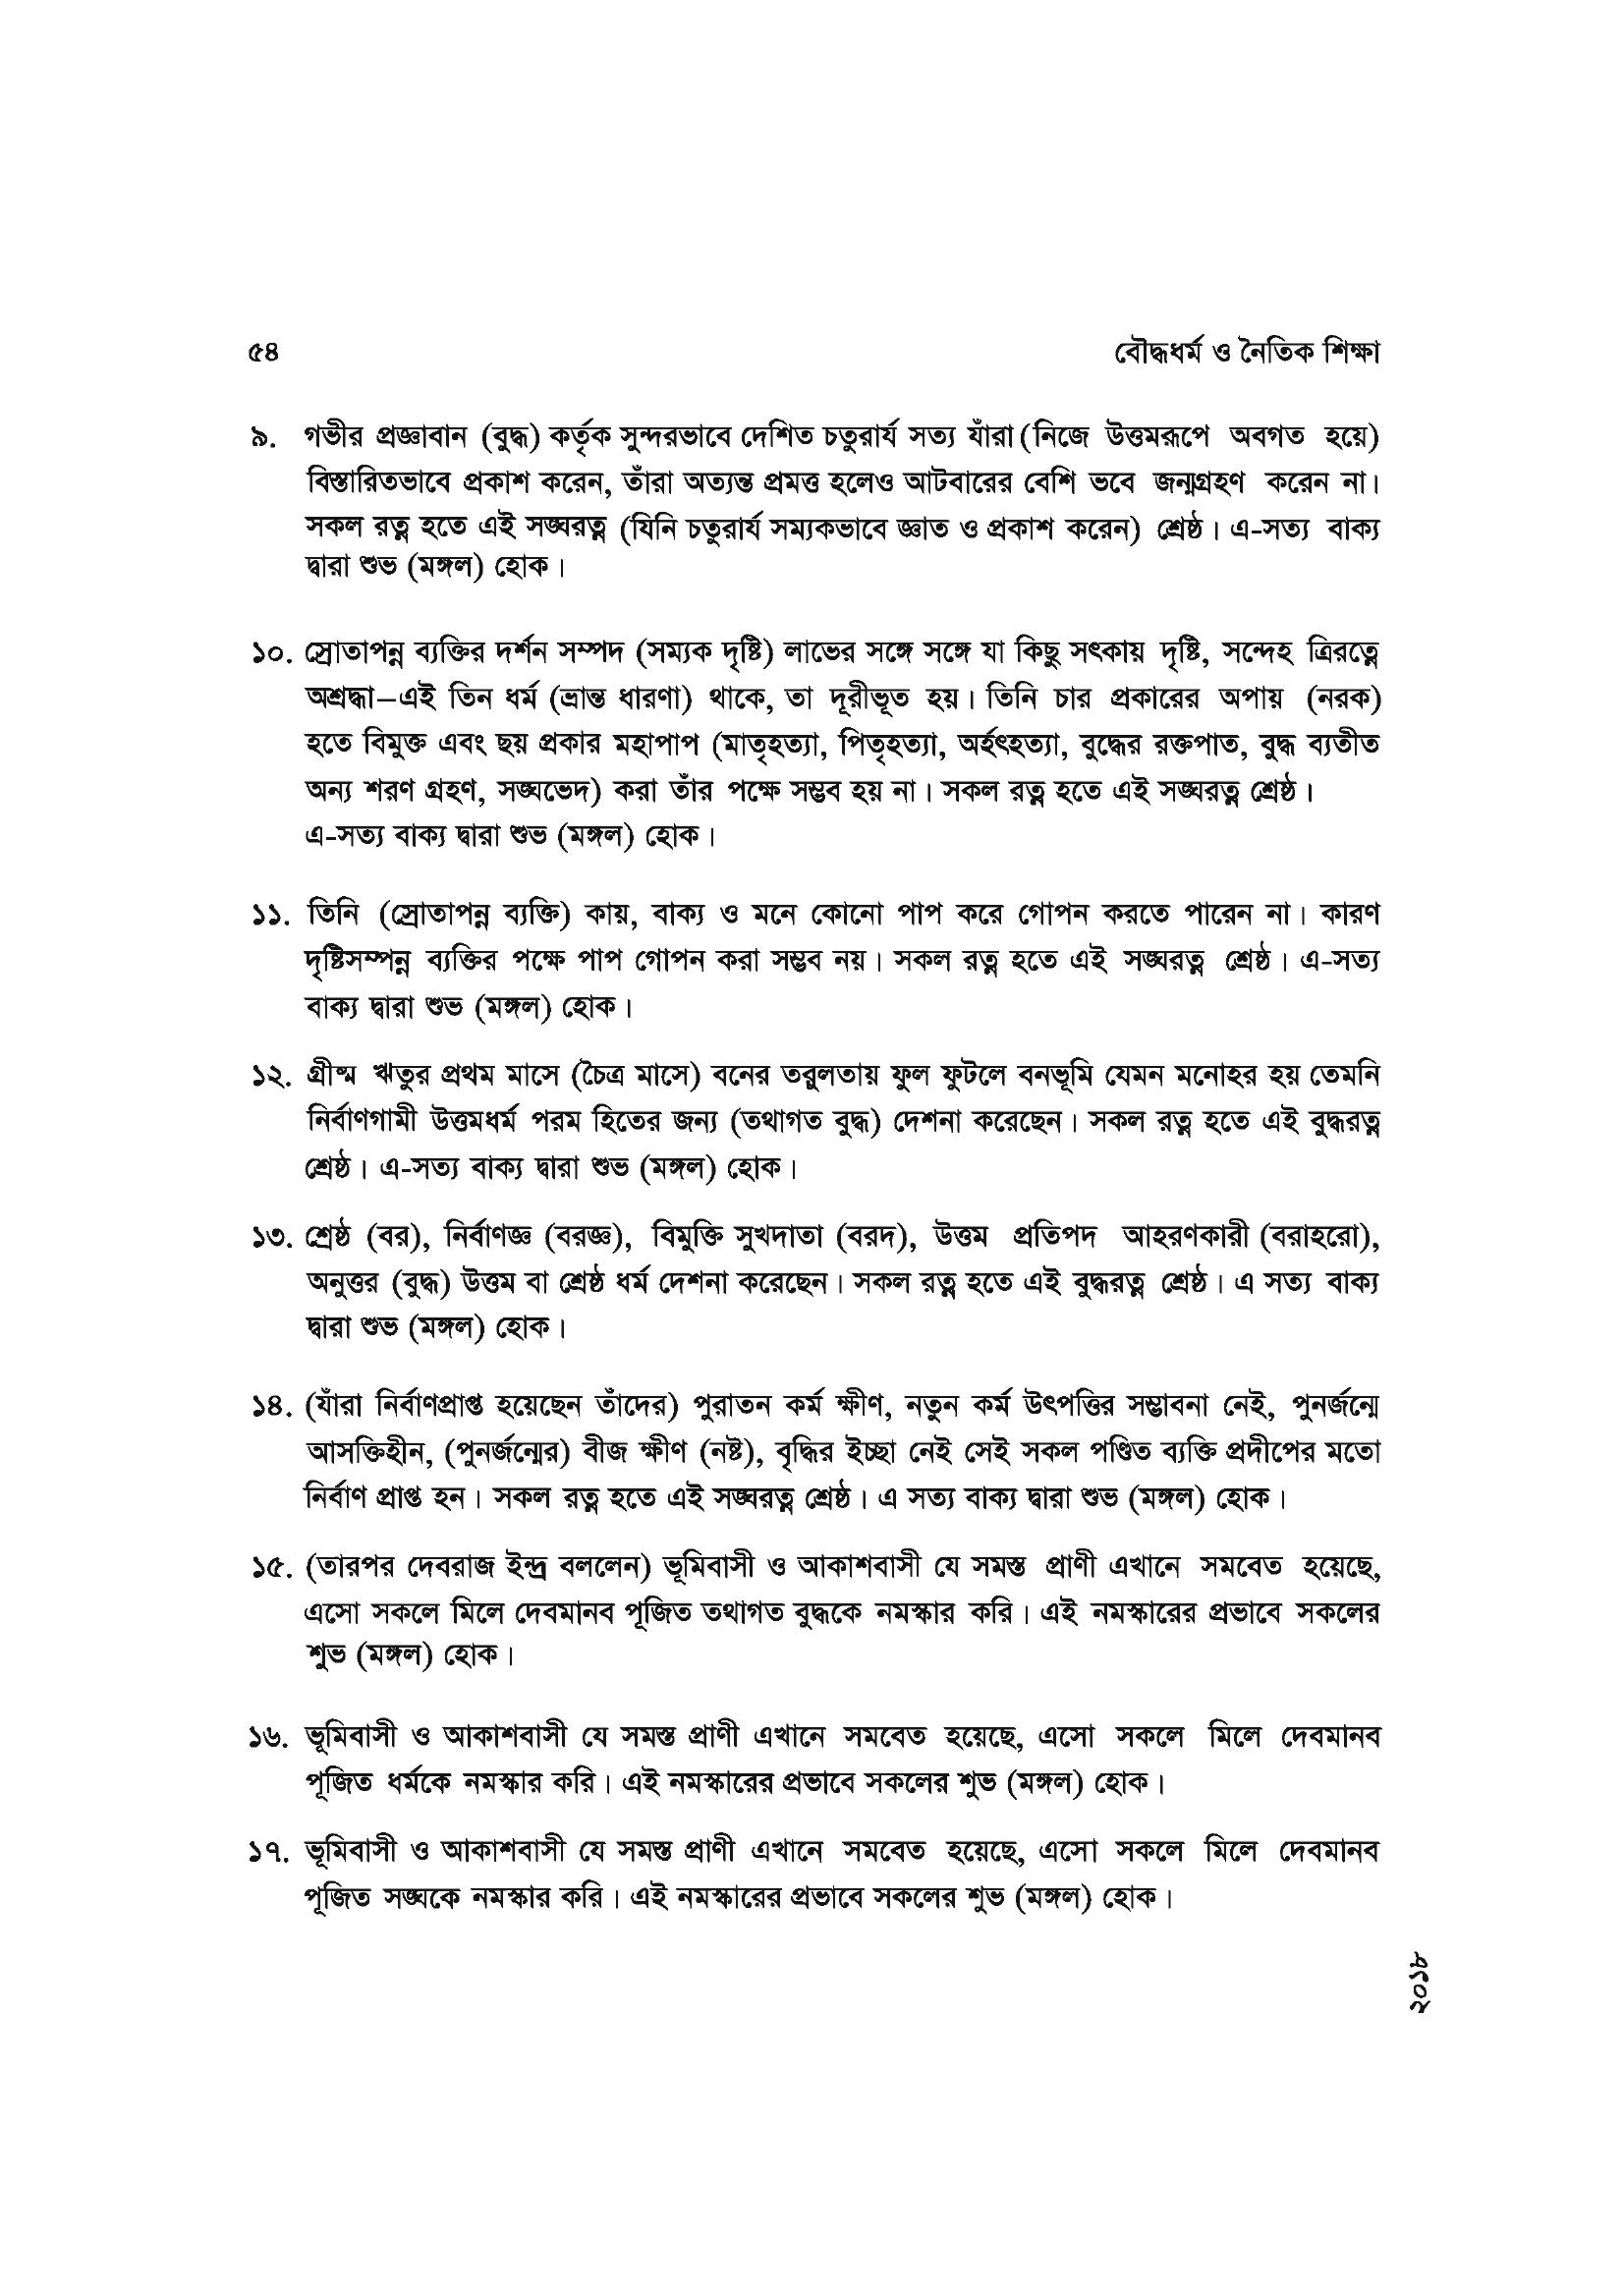 ৫৪ বৌদ্ধধর্ম ও নৈতিক শিক্ষা
৯. গভীর প্রজ্ঞাবান (বুদ্ধ) কর্তৃক সুন্দরভাবে দেশিত চতুরার্য সত্য যাঁরা (নিজে উত্তমরূপে অবগত হয়ে)
বিস্তারিতভাবে প্রকাশ করেন, তাঁরা অত্যন্ত প্রমত্ত হলেও আটবারের বেশি ভবে জন্মগ্রহণ করেন না।
সকল রত্ন হতে এই সঙ্ঘরত্ন (যিনি চতুরার্য সম্যকভাবে জ্ঞাত ও প্রকাশ করেন) শ্রেষ্ঠ। এ-সত্য বাক্য
দ্বারা শুভ (মঙ্গল) হোক।
১০. স্রোতাপন্ন ব্যক্তির দর্শন সম্পদ (সম্যক দৃষ্টি) লাভের সঙ্গে সঙ্গে যা কিছু সৎকায় দৃষ্টি, সন্দেহ ত্রিরত্নে
অশ্রদ্ধা–এই তিন ধর্ম (ভ্রান্ত ধারণা) থাকে, তা দূরীভূত হয়। তিনি চার প্রকারের অপায় (নরক)
হতে বিমুক্ত এবং ছয় প্রকার মহাপাপ (মাতৃহত্যা, পিতৃহত্যা, অর্হৎহত্যা, বুদ্ধের রক্তপাত, বুদ্ধ ব্যতীত
অন্য শরণ গ্রহণ, সঙ্ঘভেদ) করা তাঁর পক্ষে সম্ভব হয় না। সকল রত্ন হতে এই সঙ্ঘরত্ন শ্রেষ্ঠ।
এ-সত্য বাক্য দ্বারা শুভ (মঙ্গল) হোক।
১১. তিনি (স্রোতাপন্ন ব্যক্তি) কায়, বাক্য ও মনে কোনো পাপ করে গোপন করতে পারেন না। কারণ
দৃষ্টিসম্পন্ন ব্যক্তির পক্ষে পাপ গোপন করা সম্ভব নয়। সকল রত্ন হতে এই সঙ্ঘরত্ন শ্রেষ্ঠ। এ-সত্য
বাক্য দ্বারা শুভ (মঙ্গল) হোক।
১২. গ্রীষ্ম ঋতুর প্রথম মাসে (চৈত্র মাসে) বনের তরুলতায় ফুল ফুটলে বনভূমি যেমন মনোহর হয় তেমনি
নির্বাণগামী উত্তমধর্ম পরম হিতের জন্য (তথাগত বুদ্ধ) দেশনা করেছেন। সকল রত্ন হতে এই বুদ্ধরত্ন
শ্রেষ্ঠ। এ-সত্য বাক্য দ্বারা শুভ (মঙ্গল) হোক।
১৩. শ্রেষ্ঠ (বর), নির্বাণজ্ঞ (বরজ্ঞ), বিমুক্তি সুখদাতা (বরদ), উত্তম প্রতিপদ আহরণকারী (বরাহরো),
অনুত্তর (বুদ্ধ) উত্তম বা শ্রেষ্ঠ ধর্ম দেশনা করেছেন। সকল রত্ন হতে এই বুদ্ধরত্ন শ্রেষ্ঠ। এ সত্য বাক্য
দ্বারা শুভ (মঙ্গল) হোক।
১৪. (যাঁরা নির্বাণপ্রাপ্ত হয়েছেন তাঁদের) পুরাতন কর্ম ক্ষীণ, নতুন কর্ম উৎপত্তির সম্ভাবনা নেই, পুনর্জন্মে
আসক্তিহীন, (পুনর্জন্মের) বীজ ক্ষীণ (নষ্ট), বৃদ্ধির ইচ্ছা নেই সেই সকল পণ্ডিত ব্যক্তি প্রদীপের মতো
নির্বাণ প্রাপ্ত হন। সকল রত্ন হতে এই সঙ্ঘরত্ন শ্রেষ্ঠ। এ সত্য বাক্য দ্বারা শুভ (মঙ্গল) হোক।
১৫. (তারপর দেবরাজ ইন্দ্র বললেন) ভূমিবাসী ও আকাশবাসী যে সমস্ত প্রাণী এখানে সমবেত হয়েছে,
এসো সকলে মিলে দেবমানব পূজিত তথাগত বুদ্ধকে নমস্কার করি। এই নমস্কারের প্রভাবে সকলের
শুভ (মঙ্গল) হোক।
১৬. ভূমিবাসী ও আকাশবাসী যে সমস্ত প্রাণী এখানে সমবেত হয়েছে, এসো সকলে মিলে দেবমানব
পূজিত ধর্মকে নমস্কার করি। এই নমস্কারের প্রভাবে সকলের শুভ (মঙ্গল) হোক।
১৭. ভূমিবাসী ও আকাশবাসী যে সমস্ত প্রাণী এখানে সমবেত হয়েছে, এসো সকলে মিলে দেবমানব
পূজিত সঙ্ঘকে নমস্কার করি। এই নমস্কারের প্রভাবে সকলের শুভ (মঙ্গল) হোক।
২০১৮